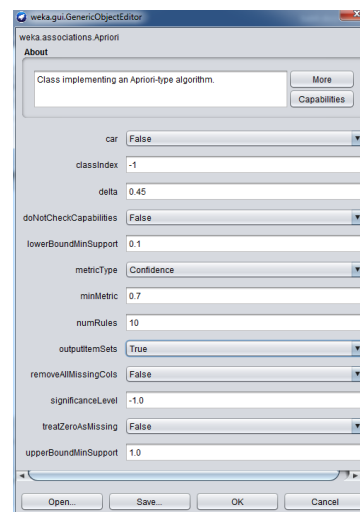 weka.gui.GenericObjectEditor
weka.associations.Apriori
About
Class implementing an Apriori-type algorithm.
More
Capabilities
car False
classIndex -1
delta 0.45
doNotCheckCapabilities False
lowerBoundMinSupport 0.1
metricType Confidence
minMetric 0.7
numRules 10
outputItemSets True
removeAllMissingCols False
significanceLevel -1.0
treatZeroAsMissing False
upperBoundMinSupport 1.0
Open... Save... OK Cancel